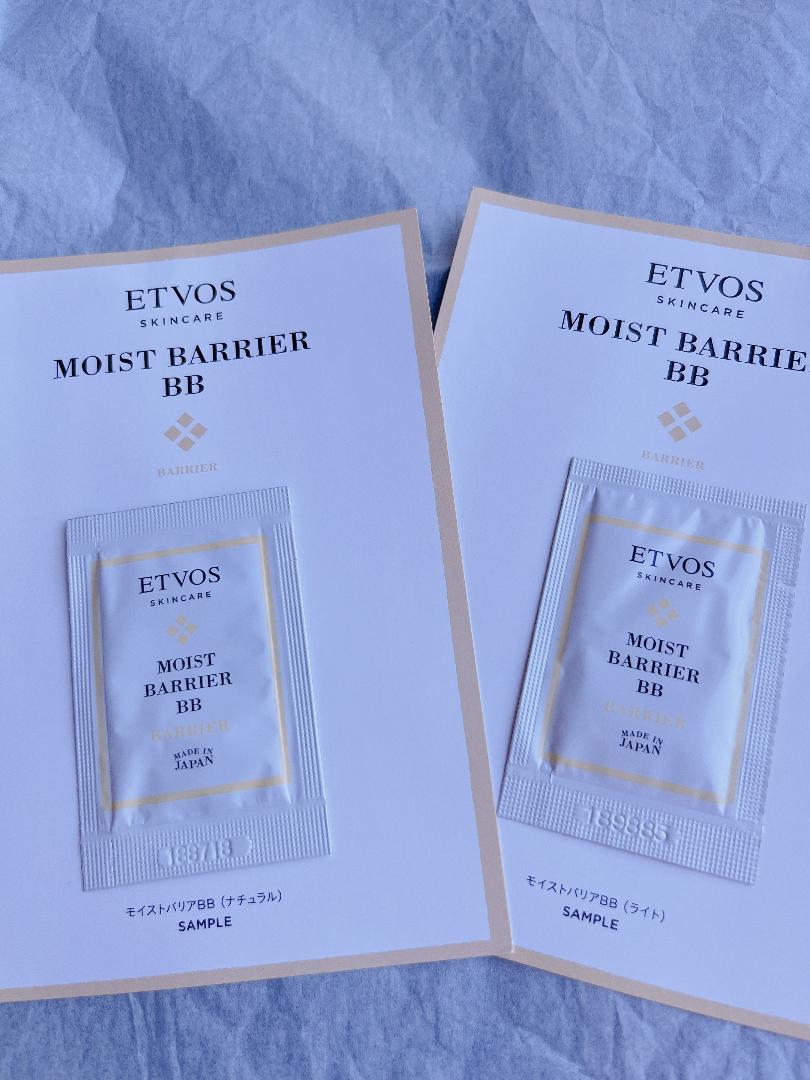 ETVOS
SKINCARE
MOIST BARRIER
BB
BARRIER
ETVOS
SKINCARE
MOIST
BARRIER
BB
BARRIER
MADE IN
JAPAN
モイストバリアBB (ナチュラル)
SAMPLE
ETVOS
SKINCARE
MOIST BARRIE
BB
BARRIER
ETVOS
SKINCARE
MOIST
BARRIER
BB
BARRIER
MADE IN
JAPAN
189885
モイストバリアBB (ライト)
SAMPLE